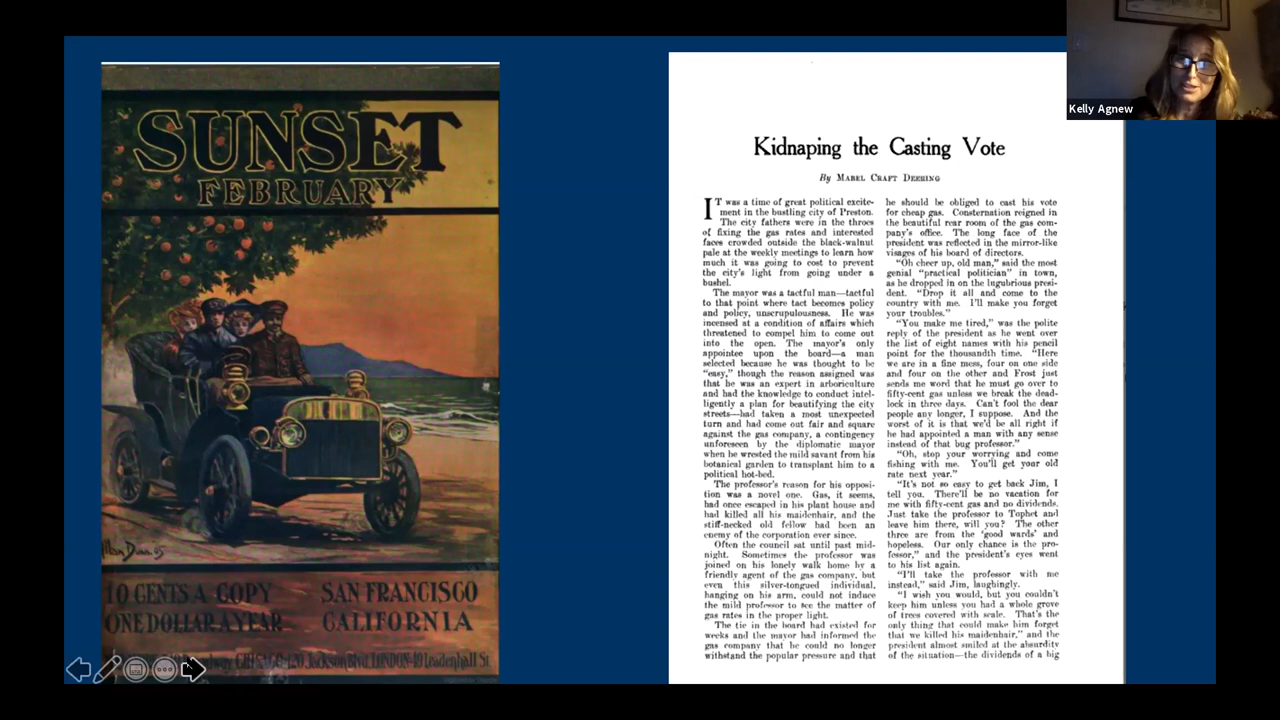 SUNSET
FEBRUARY
Allan Dunn 05
10 CENTS A COPY
ONE DOLLAR A YEAR
SAN FRANCISCO
CALIFORNIA
Broadway CHICAGO-120 Jackson Blvd. LONDON-49 Leadenhall St.
Kidnaping the Casting Vote
By MABEL CRAFT DEERING
IT was a time of great political excite-
ment in the bustling city of Preston.
The city fathers were in the throes
of fixing the gas rates and interested
faces crowded outside the black-walnut
pale at the weekly meetings to learn how
much it was going to cost to prevent
the city's light from going under a
bushel.
The mayor was a tactful man—tactful
to that point where tact becomes policy
and policy, unscrupulousness. He was
incensed at a condition of affairs which
threatened to compel him to come out
into the open. The mayor's only
appointee upon the board—a man
selected because he was thought to be
"easy," though the reason assigned was
that he was an expert in arboriculture
and had the knowledge to conduct intel-
ligently a plan for beautifying the city
streets—had taken a most unexpected
turn and had come out fair and square
against the gas company, a contingency
unforeseen by the diplomatic mayor
when he wrested the mild savant from his
botanical garden to transplant him to a
political hot-bed.
The professor's reason for his opposi-
tion was a novel one. Gas, it seems,
had once escaped in his plant house and
had killed all his maidenhair, and the
stiff-necked old fellow had been an
enemy of the corporation ever since.
Often the council sat until past mid-
night. Sometimes the professor was
joined on his lonely walk home by a
friendly agent of the gas company, but
even this silver-tongued individual,
hanging on his arm, could not induce
the mild professor to see the matter of
gas rates in the proper light.
The tie in the board had existed for
weeks and the mayor had informed the
gas company that he could no longer
withstand the popular pressure and that
he should be obliged to cast his vote
for cheap gas. Consternation reigned in
the beautiful rear room of the gas com-
pany's office. The long face of the
president was reflected in the mirror-like
visages of his board of directors.
"Oh cheer up, old man," said the most
genial "practical politician" in town,
as he dropped in on the lugubrious presi-
dent. "Drop it all and come to the
country with me. I'll make you forget
your troubles."
"You make me tired," was the polite
reply of the president as he went over
the list of eight names with his pencil
point for the thousandth time. "Here
we are in a fine mess, four on one side
and four on the other and Frost just
sends me word that he must go over to
fifty-cent gas unless we break the dead-
lock in three days. Can't fool the dear
people any longer, I suppose. And the
worst of it is that we'd be all right if
he had appointed a man with any sense
instead of that bug professor."
"Oh, stop your worrying and come
fishing with me. You'll get your old
rate next year."
"It's not so easy to get back Jim, I
tell you. There'll be no vacation for
me with fifty-cent gas and no dividends.
Just take the professor to Tophet and
leave him there, will you? The other
three are from the 'good wards' and
hopeless. Our only chance is the pro-
fessor," and the president's eyes went
to his list again.
"I'll take the professor with me
instead," said Jim, laughingly.
"I wish you would, but you couldn't
keep him unless you had a whole grove
of trees covered with scale. That's the
only thing that could make him forget
that we killed his maidenhair," and the
president almost smiled at the absurdity
of the situation—the dividends of a big
Kelly Agnew